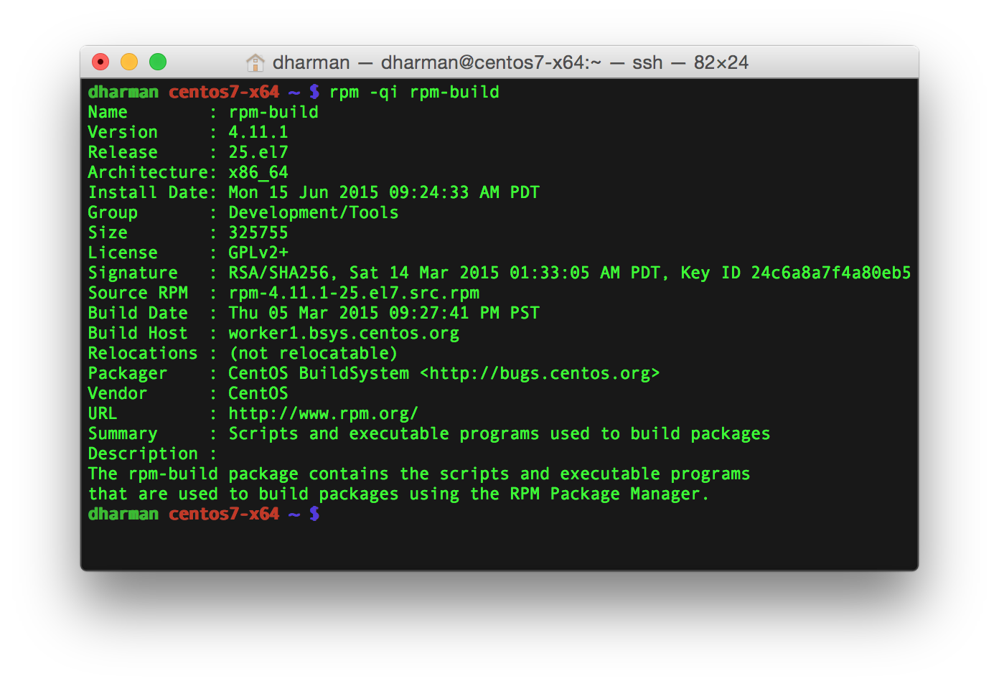 dharman — dharman@centos7-x64:~ — ssh — 82×24
dharman centos7-x64 ~ $ rpm -qi rpm-build
Name        : rpm-build
Version     : 4.11.1
Release     : 25.el7
Architecture: x86_64
Install Date: Mon 15 Jun 2015 09:24:33 AM PDT
Group       : Development/Tools
Size        : 325755
License     : GPLv2+
Signature   : RSA/SHA256, Sat 14 Mar 2015 01:33:05 AM PDT, Key ID 24c6a8a7f4a80eb5
Source RPM  : rpm-4.11.1-25.el7.src.rpm
Build Date  : Thu 05 Mar 2015 09:27:41 PM PST
Build Host  : worker1.bsys.centos.org
Relocations : (not relocatable)
Packager    : CentOS BuildSystem <http://bugs.centos.org>
Vendor      : CentOS
URL         : http://www.rpm.org/
Summary     : Scripts and executable programs used to build packages
Description :
The rpm-build package contains the scripts and executable programs
that are used to build packages using the RPM Package Manager.
dharman centos7-x64 ~ $